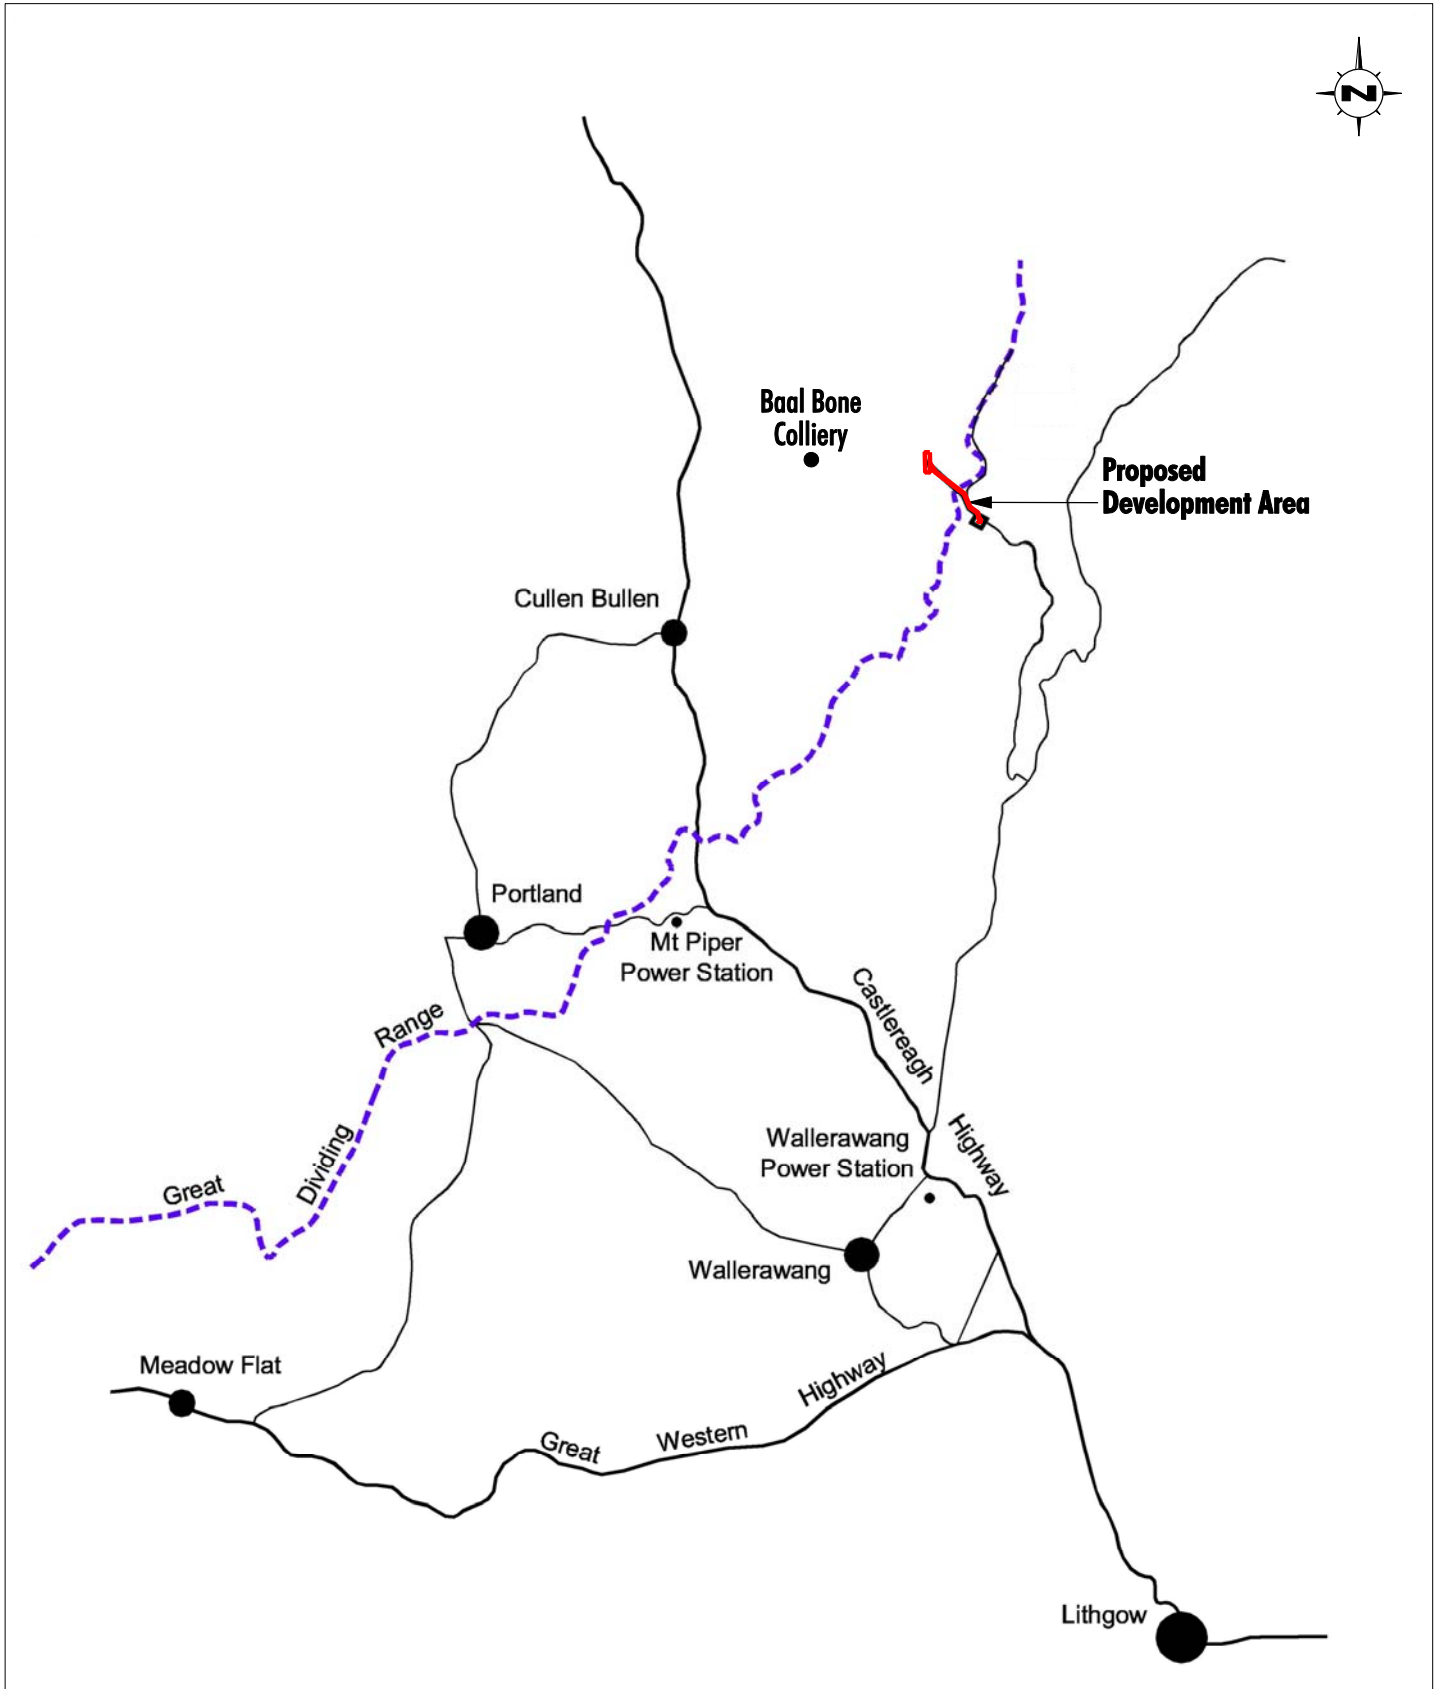 N
Baal Bone
Colliery
Proposed
Development Area
Cullen Bullen
Portland
Mt Piper
Power Station
Castlereagh
Highway
Great
Dividing
Range
Wallerawang
Power Station
Wallerawang
Meadow Flat
Great
Western
Highway
Lithgow